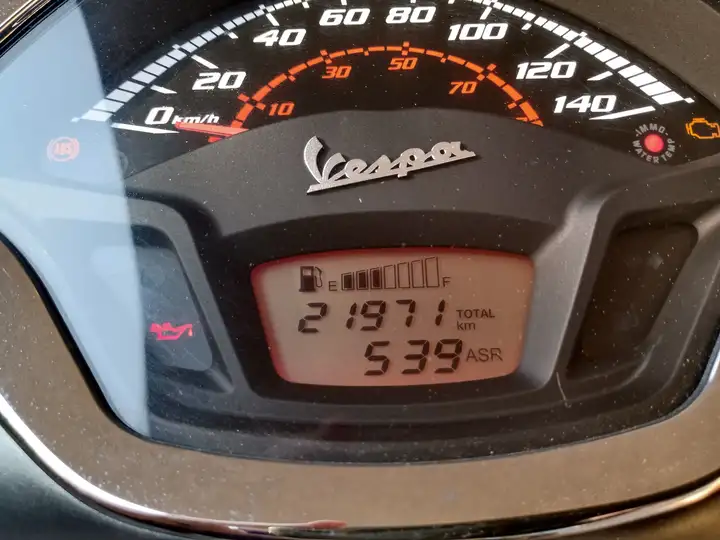 60 80
40 100
20 120
0 km/h 140
30 50 70
10
ABS
IMMO
WATER TEMP
Vespa
E F
21971 TOTAL km
539 ASR